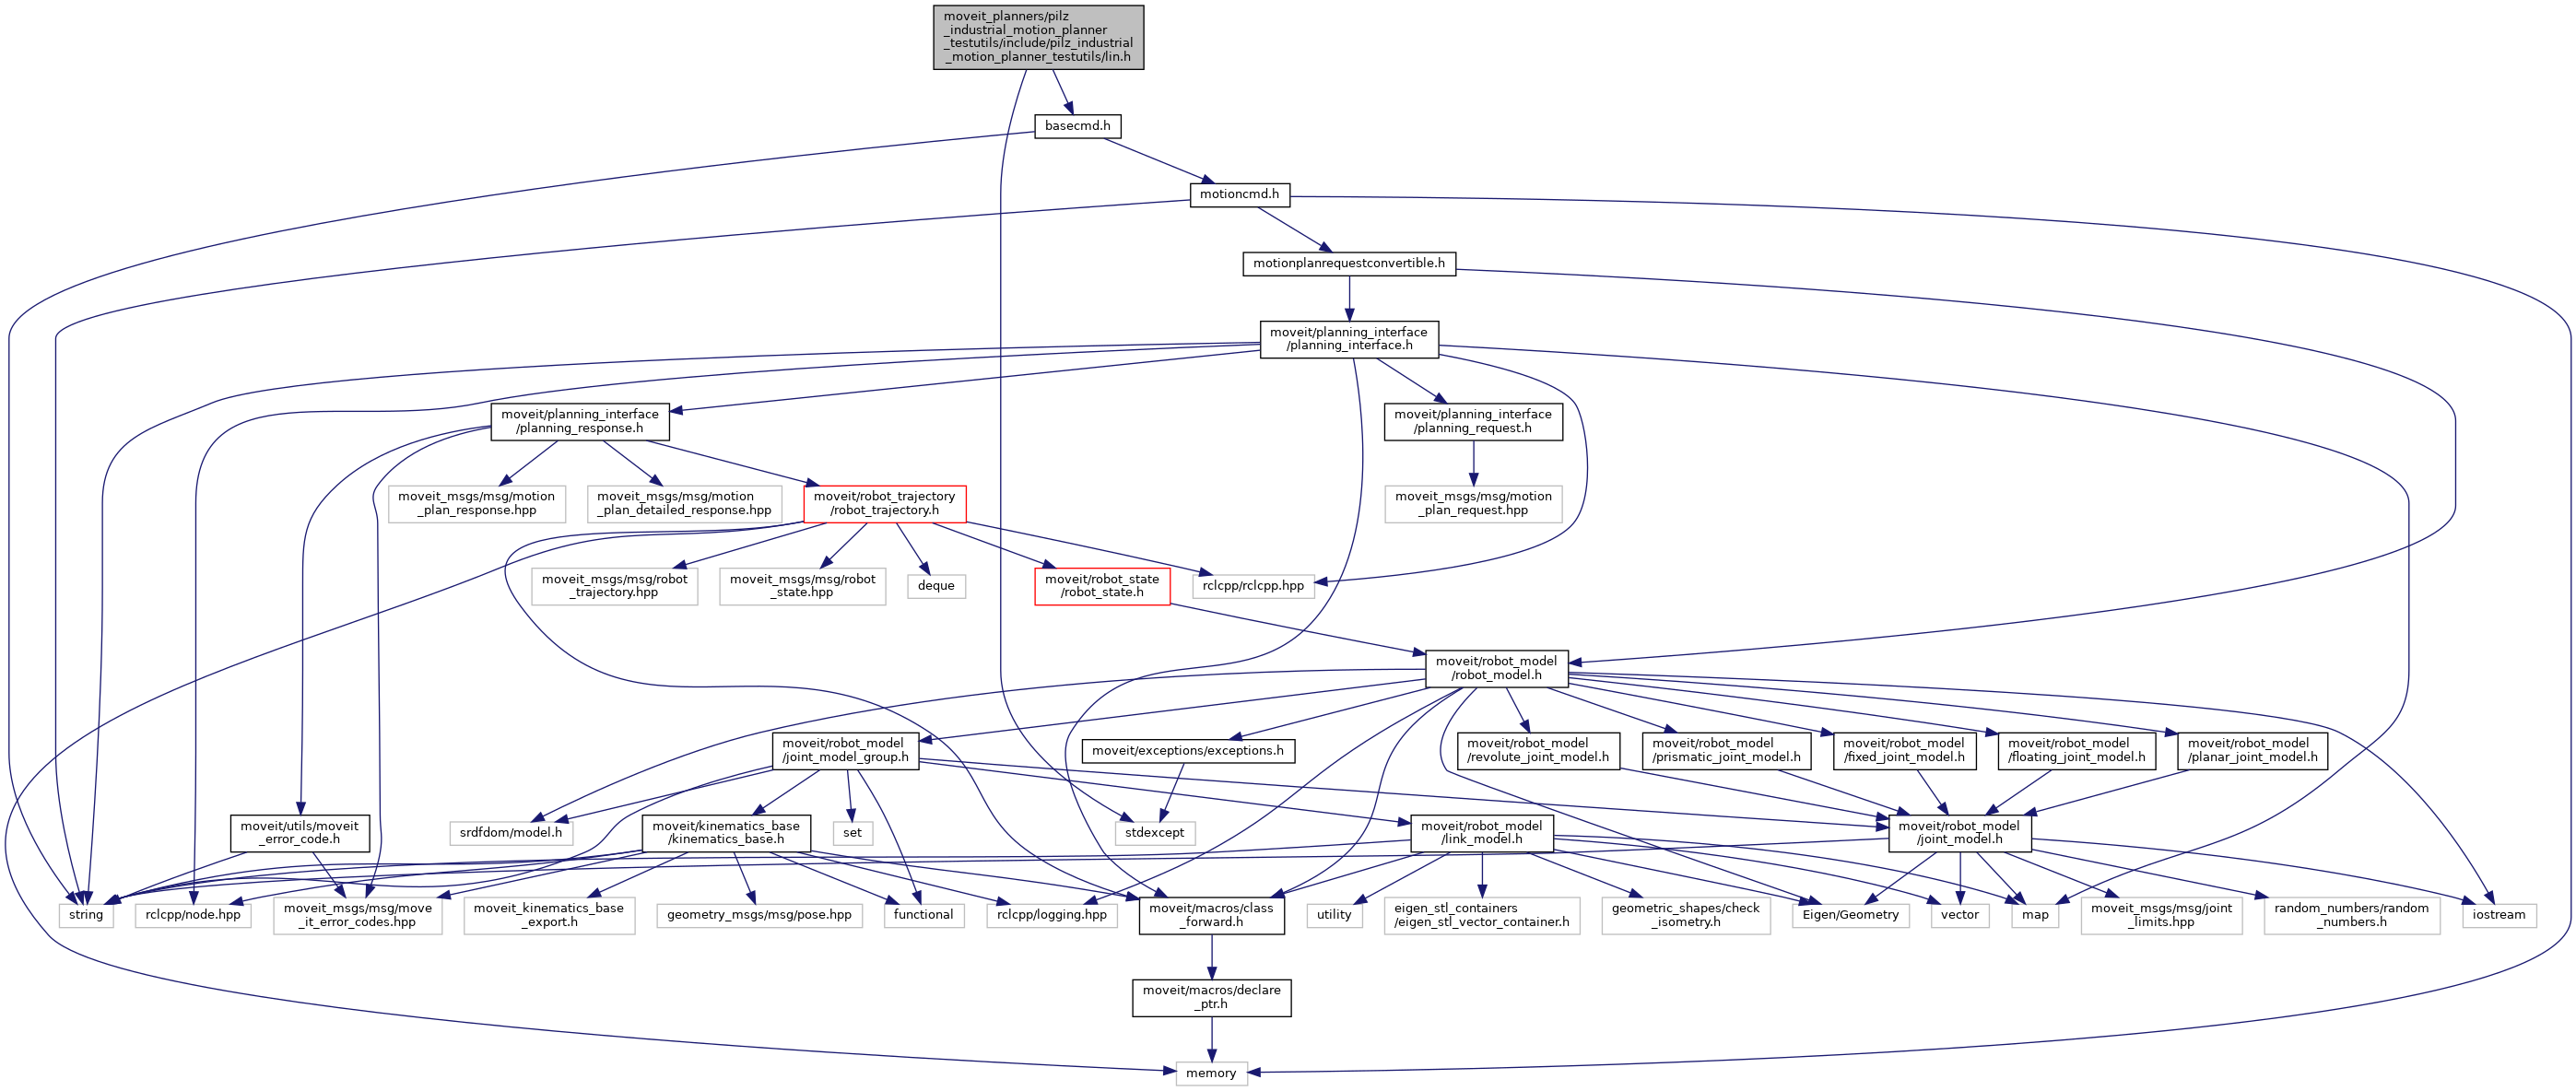 moveit_planners/pilz
_industrial_motion_planner
_testutils/include/pilz_industrial
_motion_planner_testutils/lin.h
basecmd.h
motioncmd.h
motionplanrequestconvertible.h
moveit/planning_interface
/planning_interface.h
moveit/planning_interface
/planning_response.h
moveit/planning_interface
/planning_request.h
moveit_msgs/msg/motion
_plan_response.hpp
moveit_msgs/msg/motion
_plan_detailed_response.hpp
moveit/robot_trajectory
/robot_trajectory.h
moveit_msgs/msg/motion
_plan_request.hpp
moveit_msgs/msg/robot
_trajectory.hpp
moveit_msgs/msg/robot
_state.hpp
deque
moveit/robot_state
/robot_state.h
rclcpp/rclcpp.hpp
moveit/robot_model
/robot_model.h
moveit/robot_model
/joint_model_group.h
moveit/exceptions/exceptions.h
moveit/robot_model
/revolute_joint_model.h
moveit/robot_model
/prismatic_joint_model.h
moveit/robot_model
/fixed_joint_model.h
moveit/robot_model
/floating_joint_model.h
moveit/robot_model
/planar_joint_model.h
moveit/utils/moveit
_error_code.h
srdfdom/model.h
moveit/kinematics_base
/kinematics_base.h
set
stdexcept
moveit/robot_model
/link_model.h
moveit/robot_model
/joint_model.h
string
rclcpp/node.hpp
moveit_msgs/msg/move
_it_error_codes.hpp
moveit_kinematics_base
_export.h
geometry_msgs/msg/pose.hpp
functional
rclcpp/logging.hpp
moveit/macros/class
_forward.h
utility
eigen_stl_containers
/eigen_stl_vector_container.h
geometric_shapes/check
_isometry.h
Eigen/Geometry
vector
map
moveit_msgs/msg/joint
_limits.hpp
random_numbers/random
_numbers.h
iostream
moveit/macros/declare
_ptr.h
memory